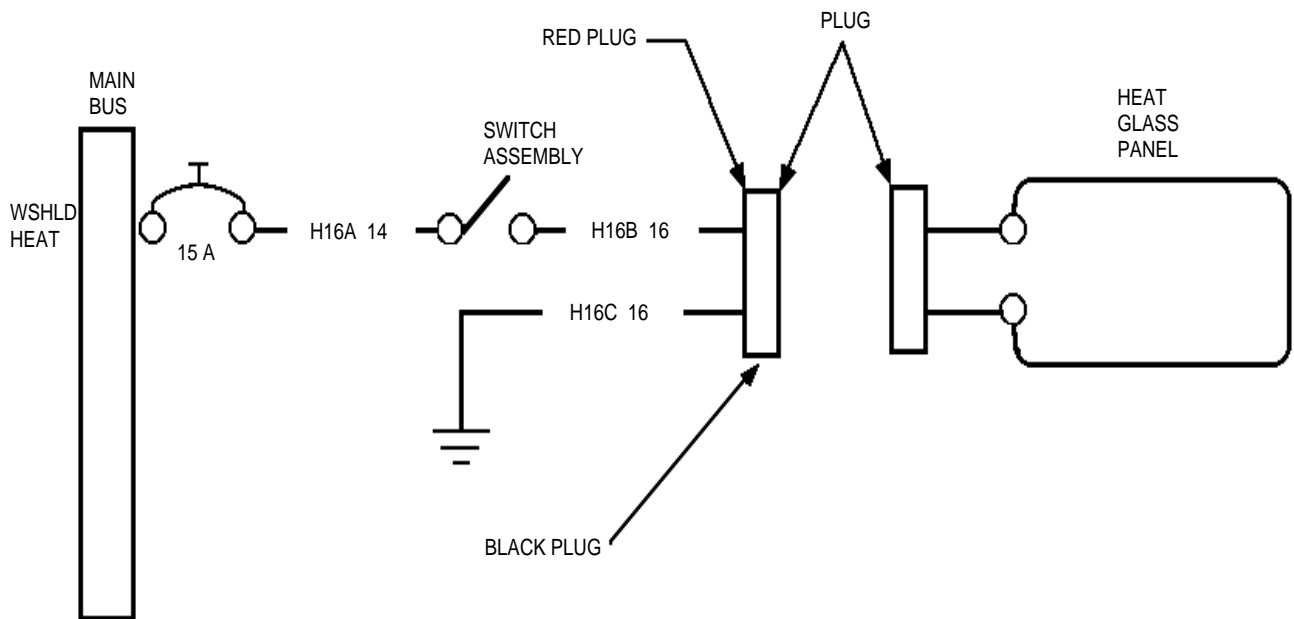 PLUG
RED PLUG
MAIN
BUS
HEAT
GLASS
PANEL
SWITCH
ASSEMBLY
WSHLD
HEAT
15 A
H16A 14
H16B 16
H16C 16
BLACK PLUG